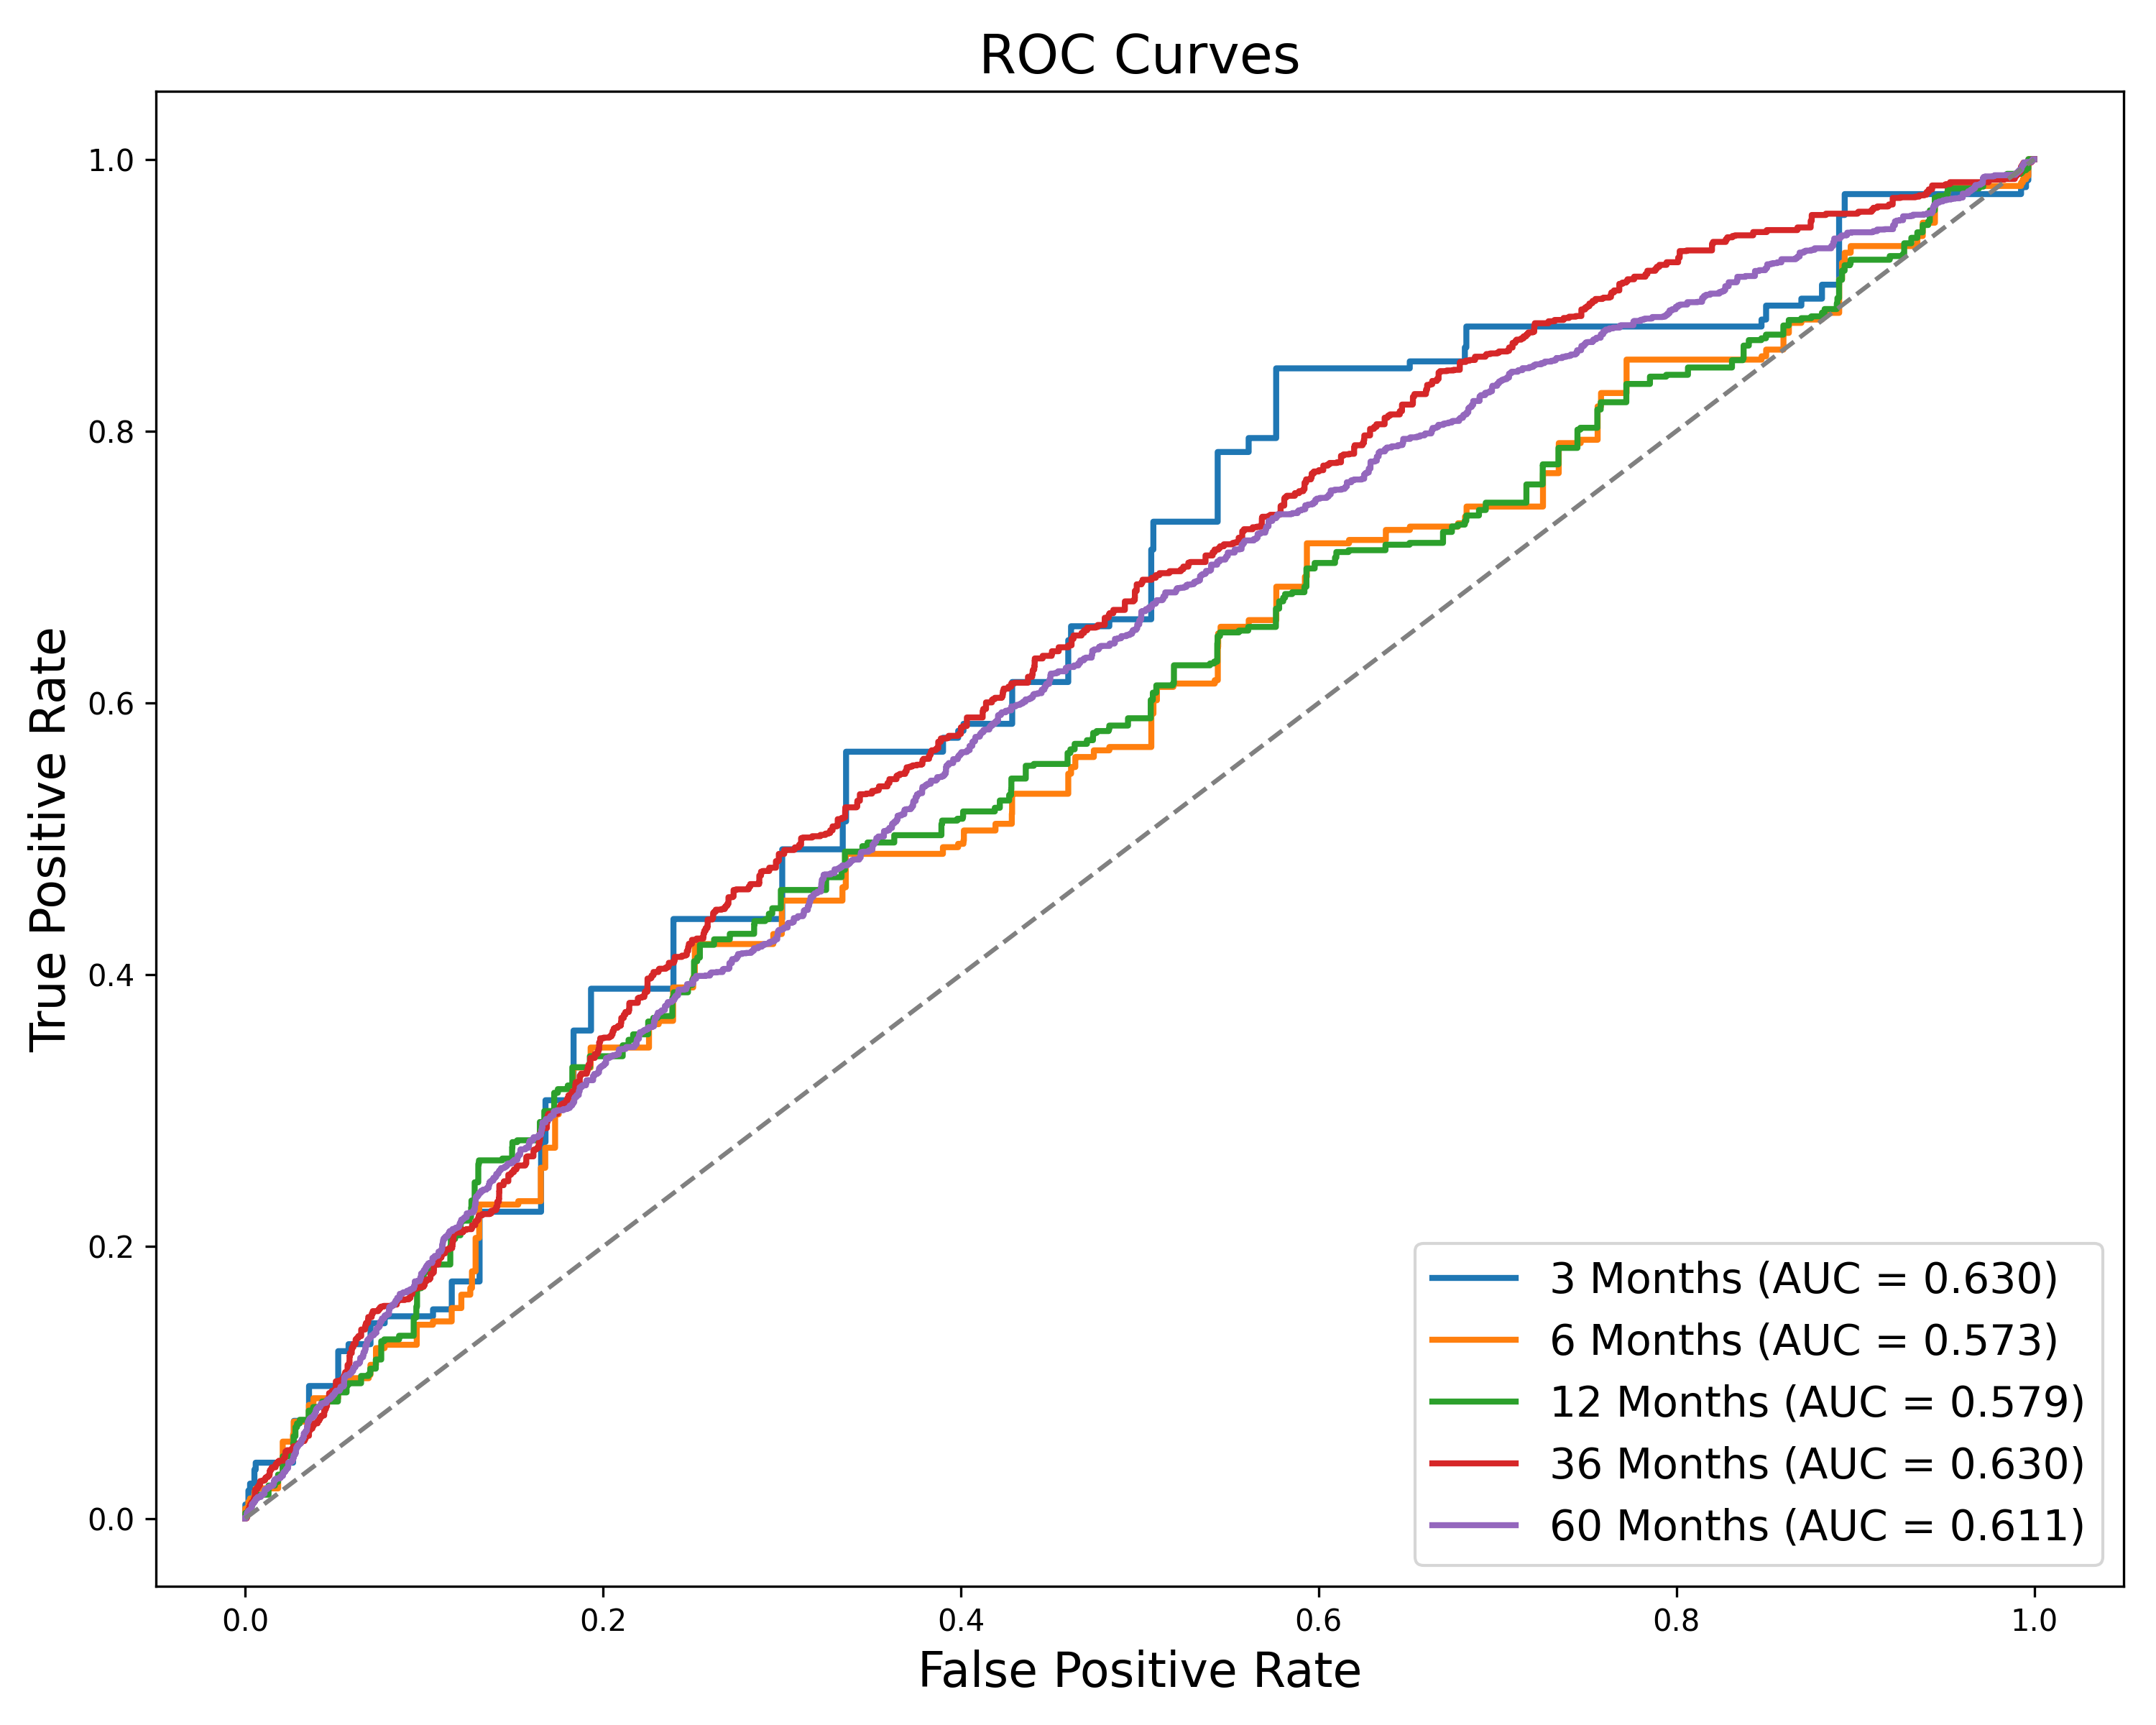 ROC Curves
True Positive Rate
1.0
0.8
0.6
0.4
0.2
0.0
0.0 0.2 0.4 0.6 0.8 1.0
False Positive Rate
3 Months (AUC = 0.630)
6 Months (AUC = 0.573)
12 Months (AUC = 0.579)
36 Months (AUC = 0.630)
60 Months (AUC = 0.611)